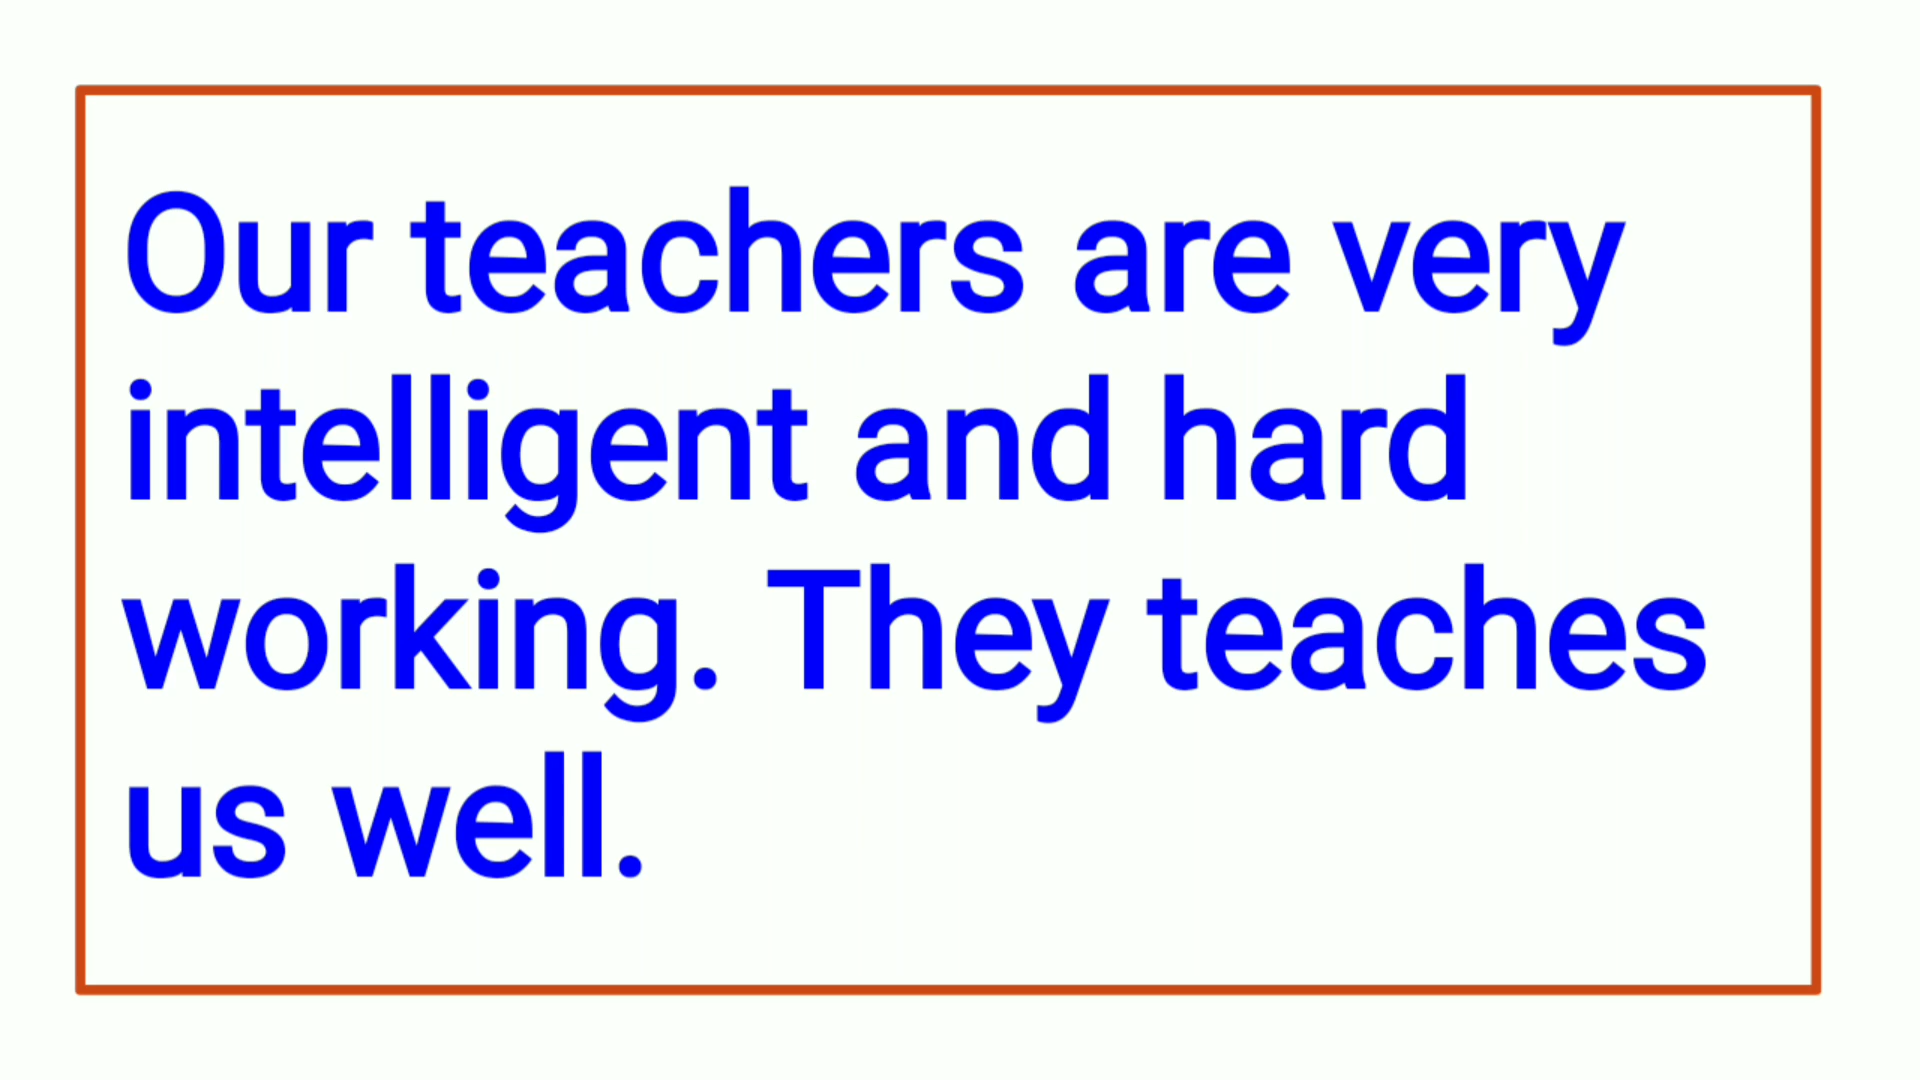 Our teachers are very
intelligent and hard
working. They teaches
us well.